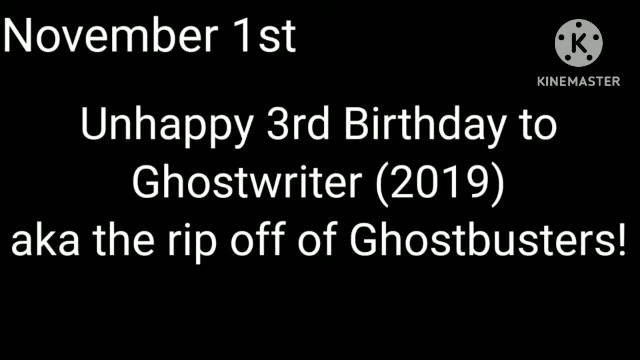 November 1st
KINEMASTER
Unhappy 3rd Birthday to
Ghostwriter (2019)
aka the rip off of Ghostbusters!